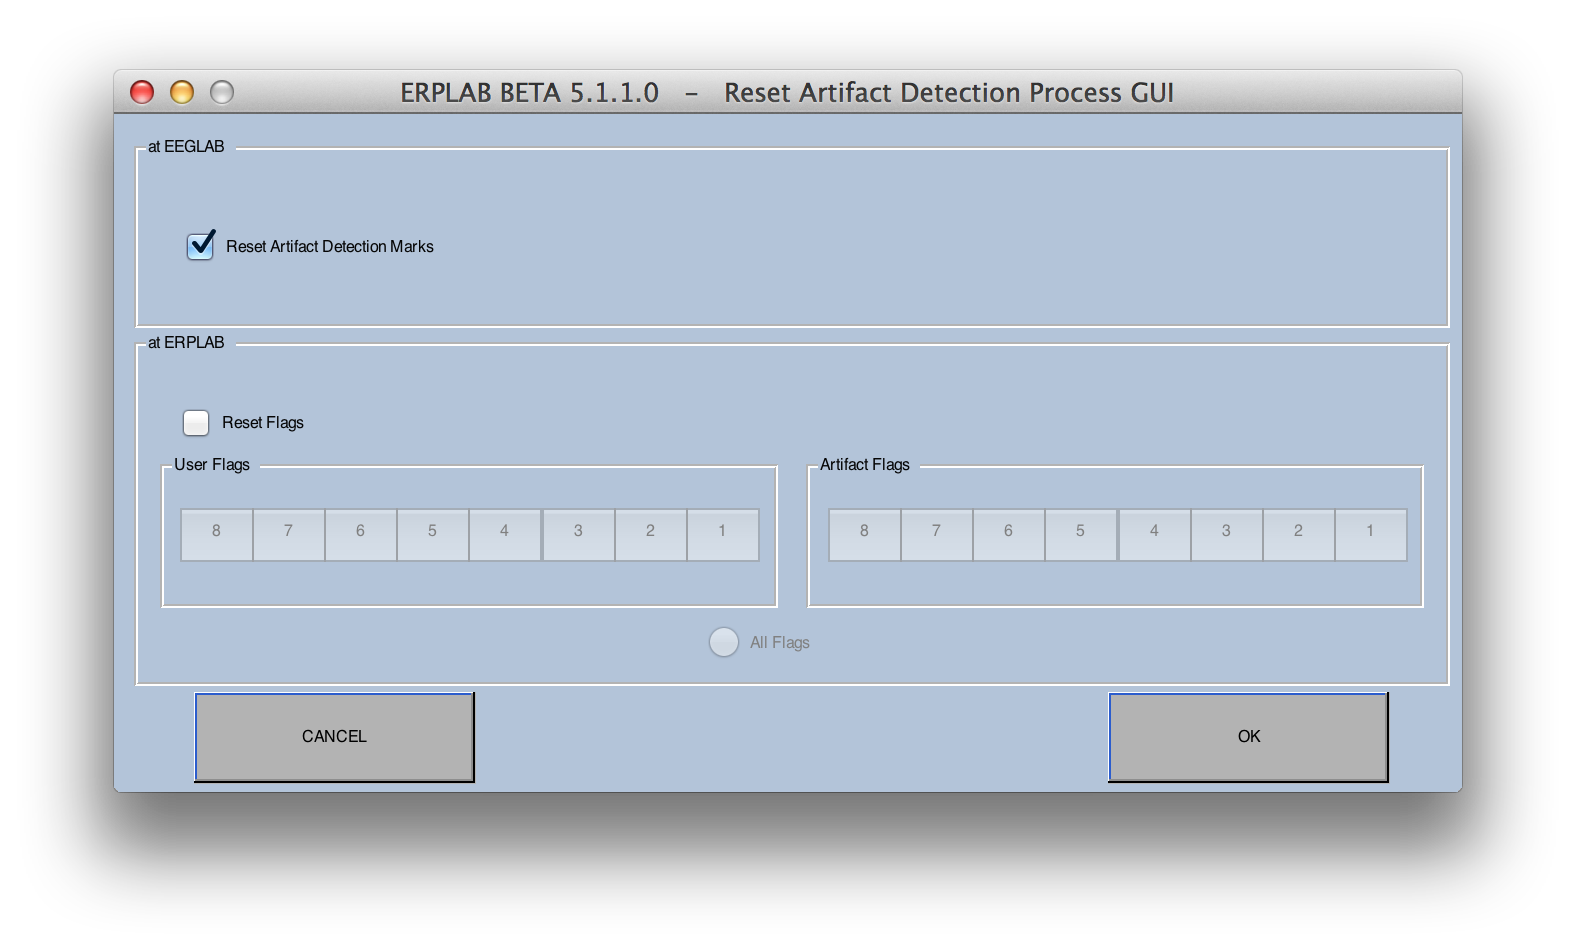 ERPLAB BETA 5.1.1.0 - Reset Artifact Detection Process GUI
at EEGLAB
Reset Artifact Detection Marks
at ERPLAB
Reset Flags
User Flags
8 7 6 5 4 3 2 1
Artifact Flags
8 7 6 5 4 3 2 1
All Flags
CANCEL
OK